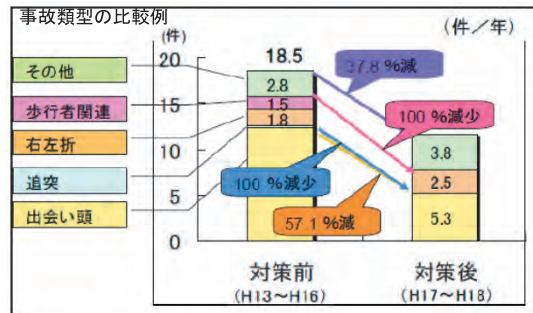 事故類型の比較例
(件)
(件/年)
20
15
10
5
0
その他
歩行者関連
右左折
追突
出会い頭
18.5
2.8
1.5
1.8
37.8 %減
100 %減少
100 %減少
57.1 %減
3.8
2.5
5.3
対策前
(H13～H16)
対策後
(H17～H18)